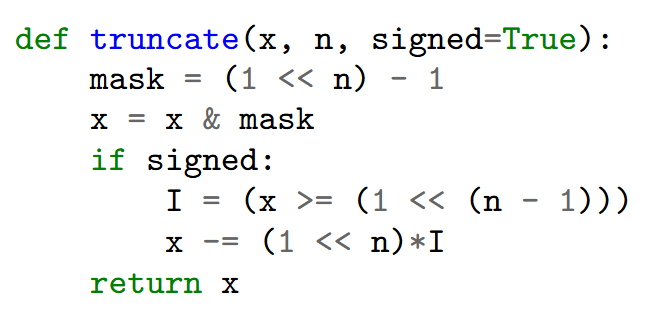 def truncate(x, n, signed=True):
    mask = (1 << n) - 1
    x = x & mask
    if signed:
        I = (x >= (1 << (n - 1)))
        x -= (1 << n)*I
    return x